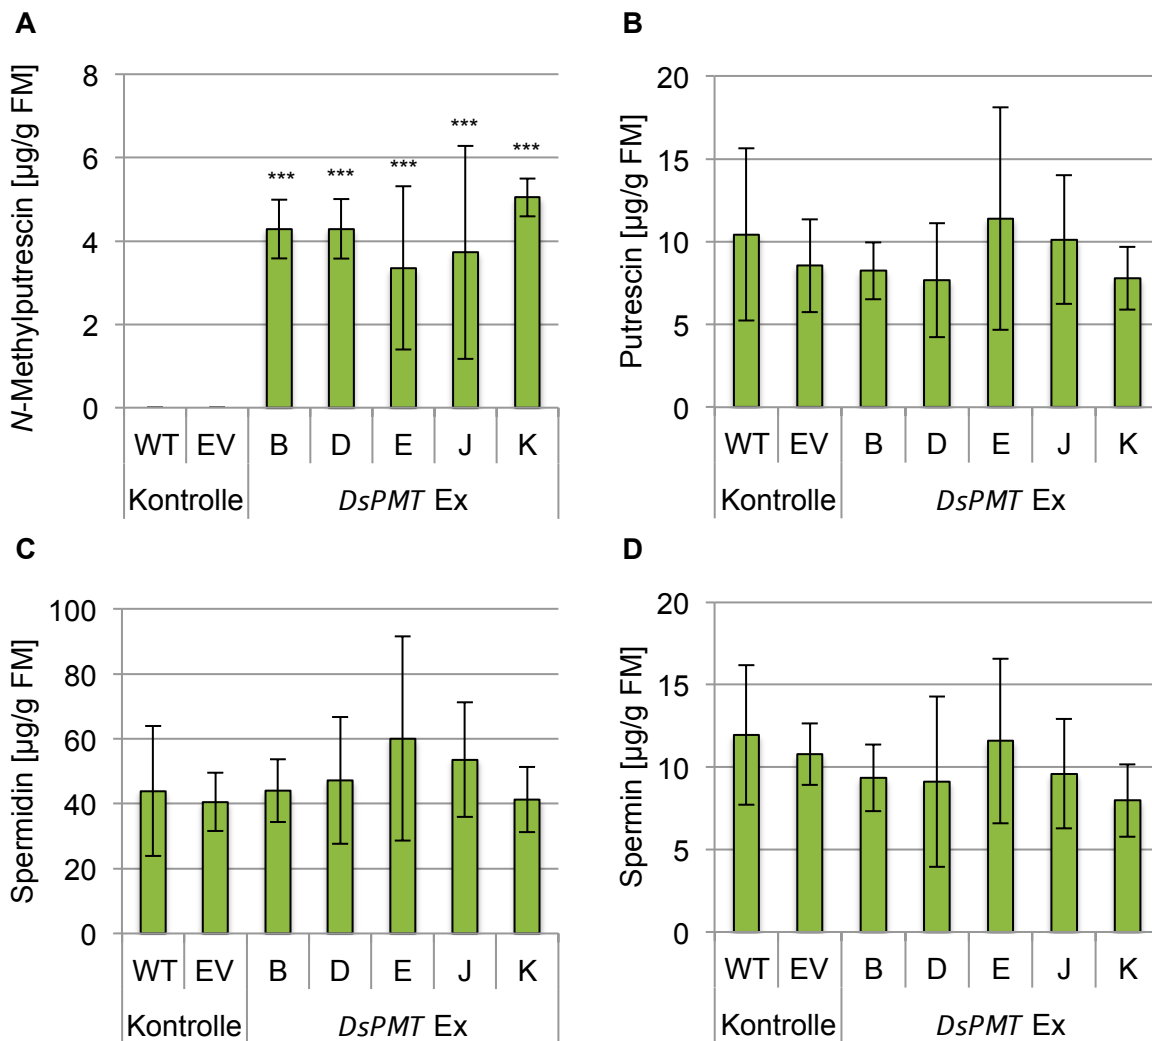 A
N-Methylputrescin [µg/g FM]
8
6
4
2
0
***
***
***
***
***
WT EV B D E J K
Kontrolle DsPMT Ex
B
Putrescin [µg/g FM]
20
15
10
5
0
WT EV B D E J K
Kontrolle DsPMT Ex
C
Spermidin [µg/g FM]
100
80
60
40
20
0
WT EV B D E J K
Kontrolle DsPMT Ex
D
Spermin [µg/g FM]
20
15
10
5
0
WT EV B D E J K
Kontrolle DsPMT Ex